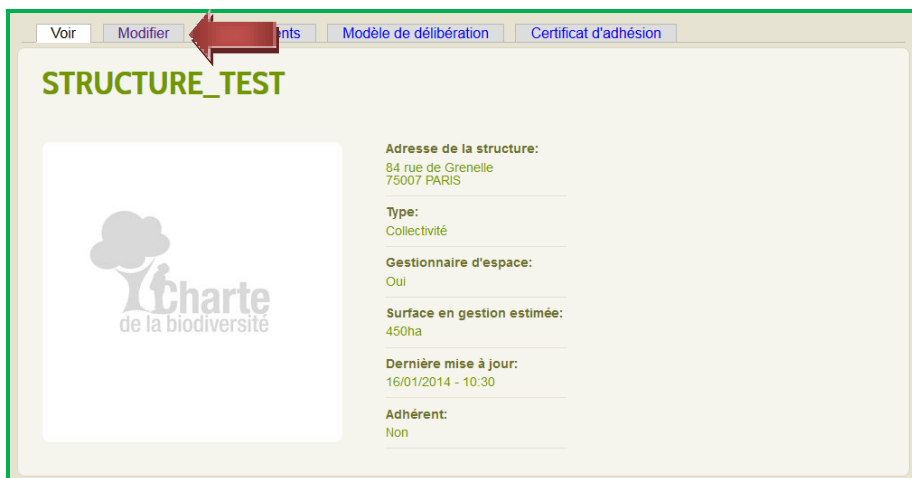 Voir Modifier nts Modèle de délibération Certificat d'adhésion
STRUCTURE_TEST
Adresse de la structure:
84 rue de Grenelle
75007 PARIS
Type:
Collectivité
Gestionnaire d'espace:
Oui
Surface en gestion estimée:
450ha
Dernière mise à jour:
16/01/2014 - 10:30
Adhérent:
Non
Charte
de la biodiversité